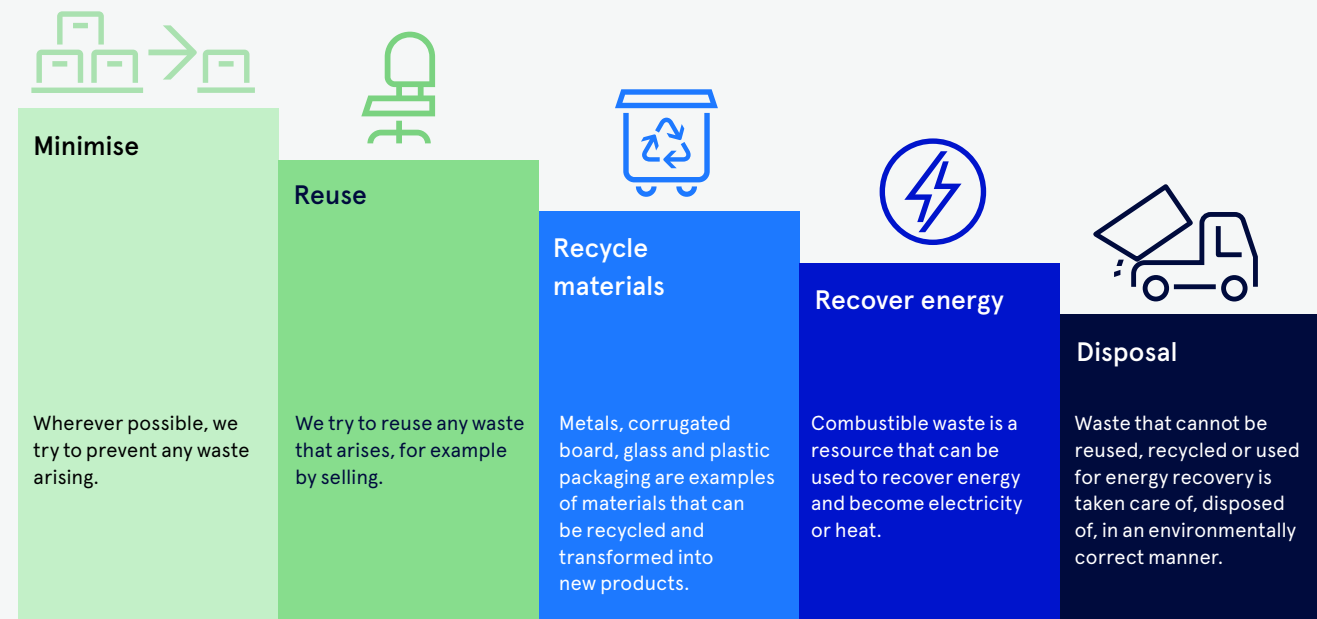 Minimise
Wherever possible, we
try to prevent any waste
arising.
Reuse
We try to reuse any waste
that arises, for example
by selling.
Recycle
materials
Metals, corrugated
board, glass and plastic
packaging are examples
of materials that can
be recycled and
transformed into
new products.
Recover energy
Combustible waste is a
resource that can be
used to recover energy
and become electricity
or heat.
Disposal
Waste that cannot be
reused, recycled or used
for energy recovery is
taken care of, disposed
of, in an environmentally
correct manner.